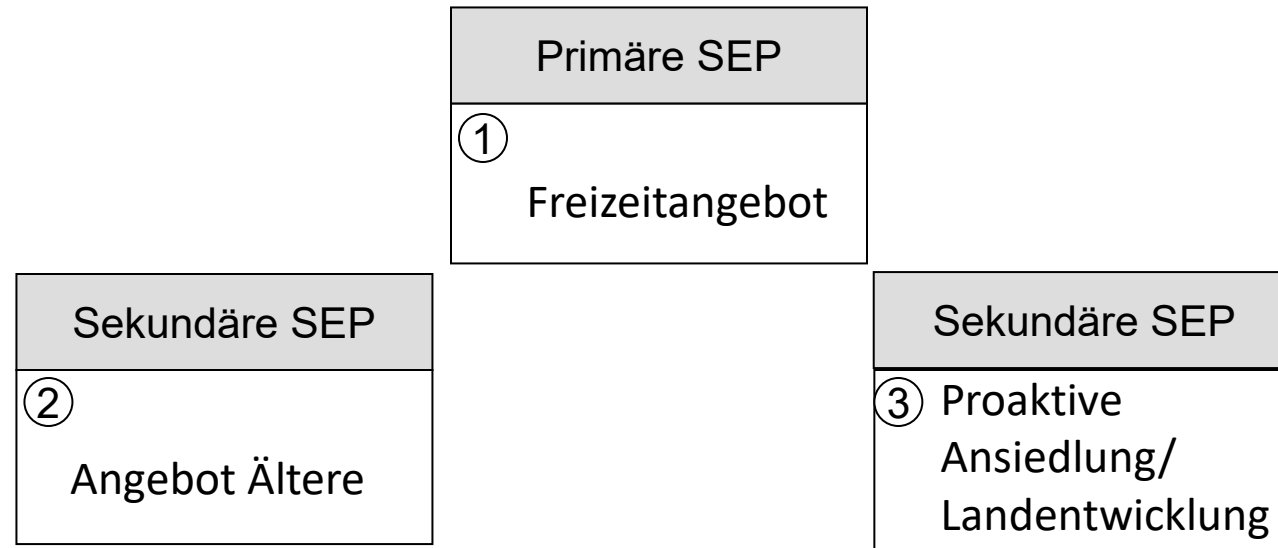 Primäre SEP
1
Freizeitangebot
Sekundäre SEP
2
Angebot Ältere
Sekundäre SEP
3 Proaktive
Ansiedlung/
Landentwicklung